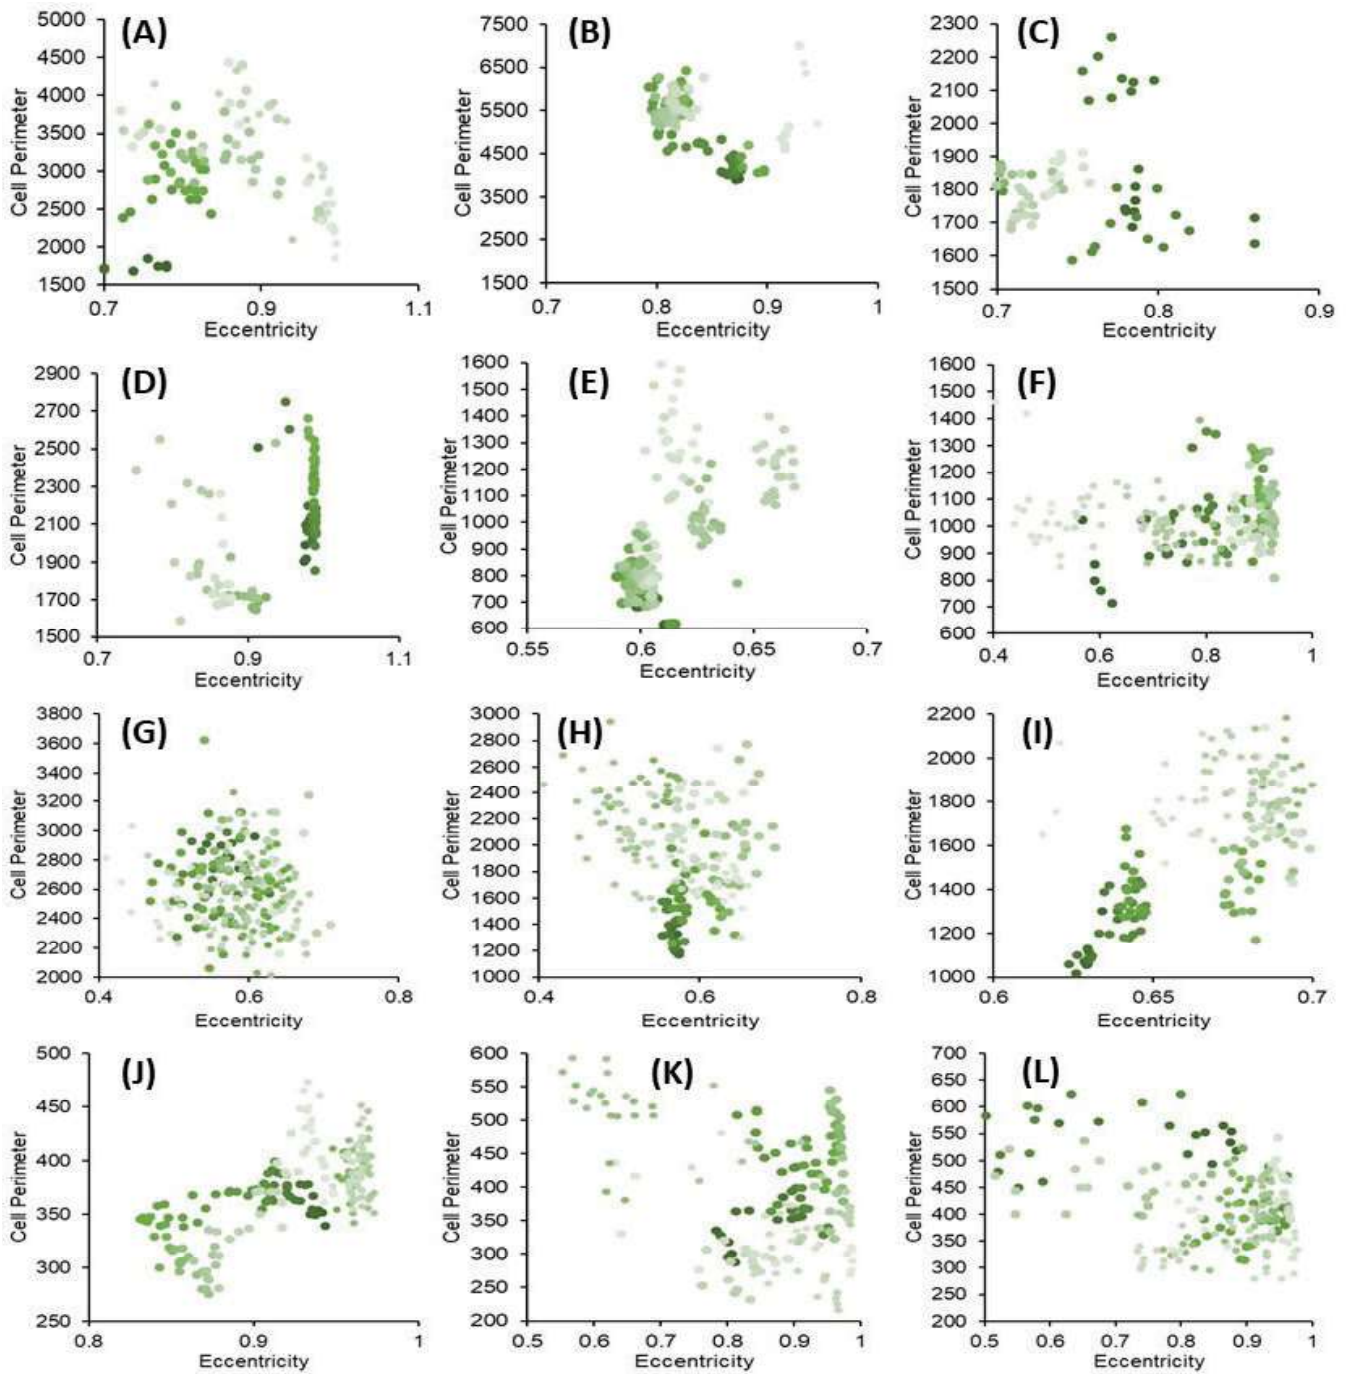 (A)
5000
4500
4000
3500
3000
2500
2000
1500
Cell Perimeter
0.7 0.9 1.1
Eccentricity
(B)
7500
6500
5500
4500
3500
2500
1500
Cell Perimeter
0.7 0.8 0.9 1
Eccentricity
(C)
2300
2200
2100
2000
1900
1800
1700
1600
1500
Cell Perimeter
0.7 0.8 0.9
Eccentricity
(D)
2900
2700
2500
2300
2100
1900
1700
1500
Cell Perimeter
0.7 0.9 1.1
Eccentricity
(E)
1600
1500
1400
1300
1200
1100
1000
900
800
700
600
Cell Perimeter
0.55 0.6 0.65 0.7
Eccentricity
(F)
1600
1500
1400
1300
1200
1100
1000
900
800
700
600
Cell Perimeter
0.4 0.6 0.8 1
Eccentricity
(G)
3800
3600
3400
3200
3000
2800
2600
2400
2200
2000
Cell Perimeter
0.4 0.6 0.8
Eccentricity
(H)
3000
2800
2600
2400
2200
2000
1800
1600
1400
1200
1000
Cell Perimeter
0.4 0.6 0.8
Eccentricity
(I)
2200
2000
1800
1600
1400
1200
1000
Cell Perimeter
0.6 0.65 0.7
Eccentricity
(J)
500
450
400
350
300
250
Cell Perimeter
0.8 0.9 1
Eccentricity
(K)
600
550
500
450
400
350
300
250
200
Cell Perimeter
0.5 0.6 0.7 0.8 0.9 1
Eccentricity
(L)
700
650
600
550
500
450
400
350
300
250
200
Cell Perimeter
0.5 0.6 0.7 0.8 0.9 1
Eccentricity